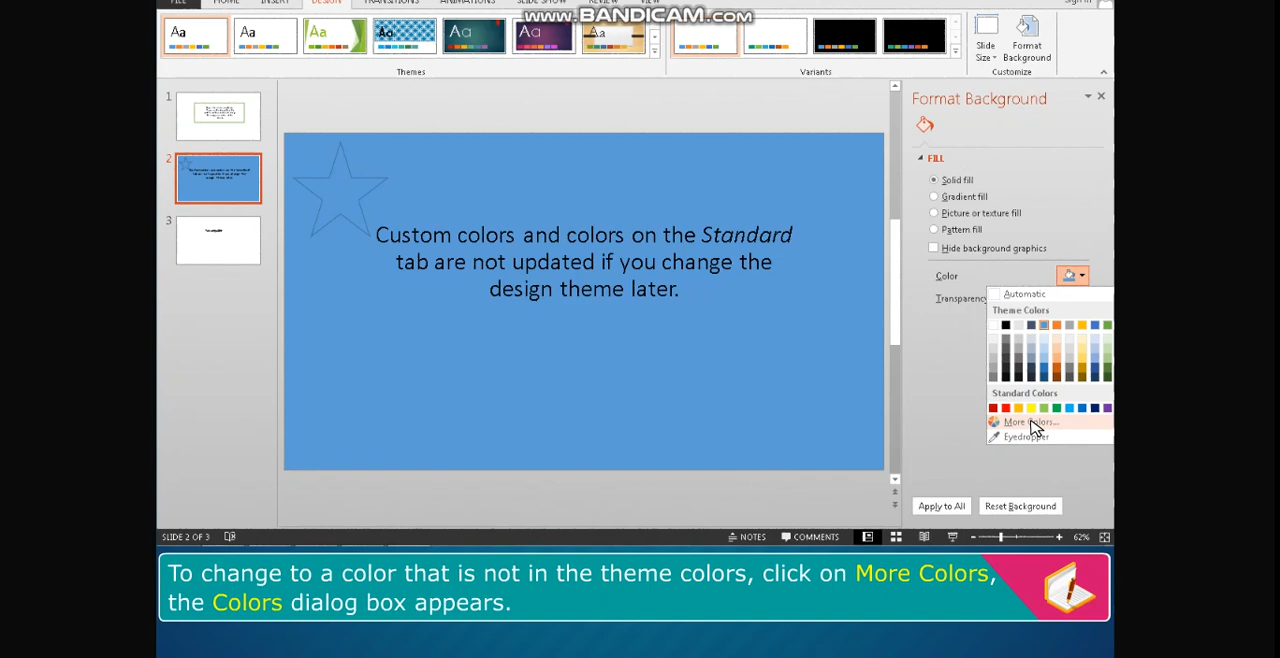 FILE HOME INSERT DESIGN TRANSITIONS ANIMATIONS SLIDE SHOW REVIEW VIEW Sign in
www.BANDICAM.com
Aa Aa Aa Aa Aa Aa Aa
Slide Size
Format Background
Themes Variants Customize
Format Background
1
FILL
2
Solid fill
Gradient fill
Picture or texture fill
Pattern fill
Hide background graphics
3
Custom colors and colors on the Standard
tab are not updated if you change the
design theme later.
Color
Transparency
Automatic
Theme Colors
Standard Colors
More Colors...
Eyedropper
Apply to All Reset Background
SLIDE 2 OF 3 NOTES COMMENTS 62%
To change to a color that is not in the theme colors, click on More Colors,
the Colors dialog box appears.